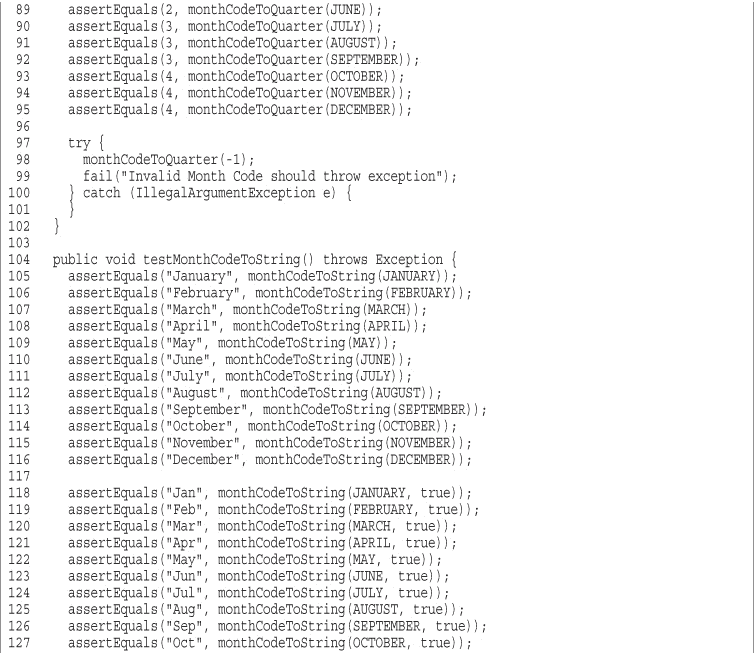 89 assertEquals(2, monthCodeToQuarter(JUNE));
90 assertEquals(3, monthCodeToQuarter(JULY));
91 assertEquals(3, monthCodeToQuarter(AUGUST));
92 assertEquals(3, monthCodeToQuarter(SEPTEMBER));
93 assertEquals(4, monthCodeToQuarter(OCTOBER));
94 assertEquals(4, monthCodeToQuarter(NOVEMBER));
95 assertEquals(4, monthCodeToQuarter(DECEMBER));
96
97 try {
98 monthCodeToQuarter(-1);
99 fail("Invalid Month Code should throw exception");
100 } catch (IllegalArgumentException e) {
101 }
102 }
103
104 public void testMonthCodeToString() throws Exception {
105 assertEquals("January", monthCodeToString(JANUARY));
106 assertEquals("February", monthCodeToString(FEBRUARY));
107 assertEquals("March", monthCodeToString(MARCH));
108 assertEquals("April", monthCodeToString(APRIL));
109 assertEquals("May", monthCodeToString(MAY));
110 assertEquals("June", monthCodeToString(JUNE));
111 assertEquals("July", monthCodeToString(JULY));
112 assertEquals("August", monthCodeToString(AUGUST));
113 assertEquals("September", monthCodeToString(SEPTEMBER));
114 assertEquals("October", monthCodeToString(OCTOBER));
115 assertEquals("November", monthCodeToString(NOVEMBER));
116 assertEquals("December", monthCodeToString(DECEMBER));
117
118 assertEquals("Jan", monthCodeToString(JANUARY, true));
119 assertEquals("Feb", monthCodeToString(FEBRUARY, true));
120 assertEquals("Mar", monthCodeToString(MARCH, true));
121 assertEquals("Apr", monthCodeToString(APRIL, true));
122 assertEquals("May", monthCodeToString(MAY, true));
123 assertEquals("Jun", monthCodeToString(JUNE, true));
124 assertEquals("Jul", monthCodeToString(JULY, true));
125 assertEquals("Aug", monthCodeToString(AUGUST, true));
126 assertEquals("Sep", monthCodeToString(SEPTEMBER, true));
127 assertEquals("Oct", monthCodeToString(OCTOBER, true));